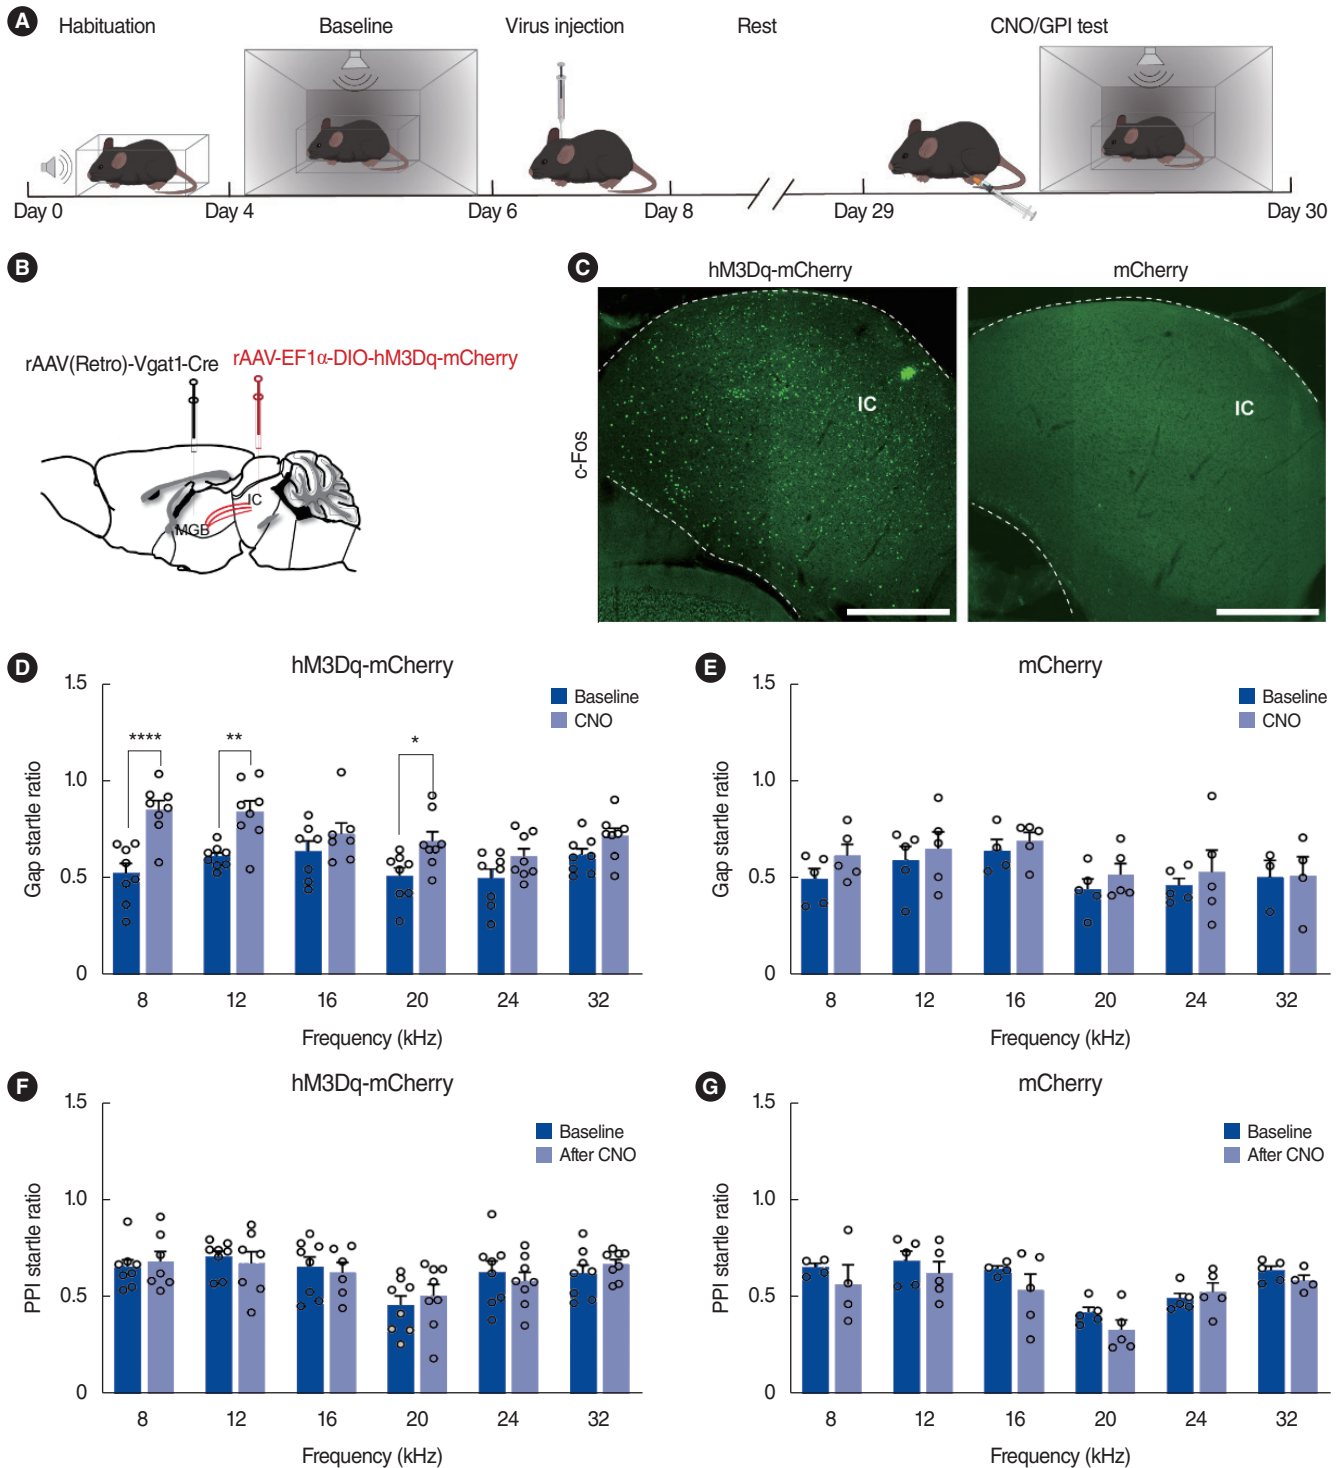 A
Habituation
Baseline
Virus injection
Rest
CNO/GPI test
Day 0
Day 4
Day 6
Day 8
Day 29
Day 30
B
rAAV(Retro)-Vgat1-Cre
rAAV-EF1α-DIO-hM3Dq-mCherry
IC
MGB
C
hM3Dq-mCherry
mCherry
c-Fos
IC
IC
D
hM3Dq-mCherry
Gap startle ratio
1.5
1.0
0.5
0
Baseline
CNO
****
**
*
8 12 16 20 24 32
Frequency (kHz)
E
mCherry
Gap startle ratio
1.5
1.0
0.5
0
Baseline
CNO
8 12 16 20 24 32
Frequency (kHz)
F
hM3Dq-mCherry
PPI startle ratio
1.5
1.0
0.5
0
Baseline
After CNO
8 12 16 20 24 32
Frequency (kHz)
G
mCherry
PPI startle ratio
1.5
1.0
0.5
0
Baseline
After CNO
8 12 16 20 24 32
Frequency (kHz)